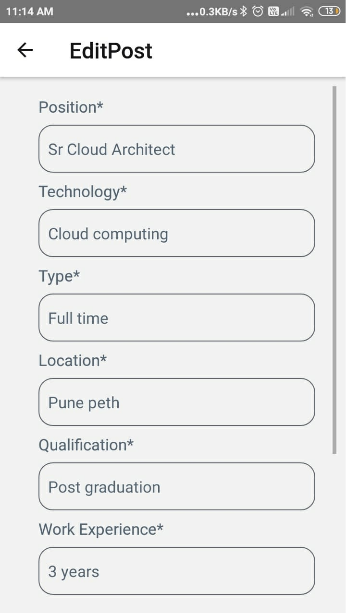 11:14 AM ...0.3KB/s 13
EditPost
Position*
Sr Cloud Architect
Technology*
Cloud computing
Type*
Full time
Location*
Pune peth
Qualification*
Post graduation
Work Experience*
3 years